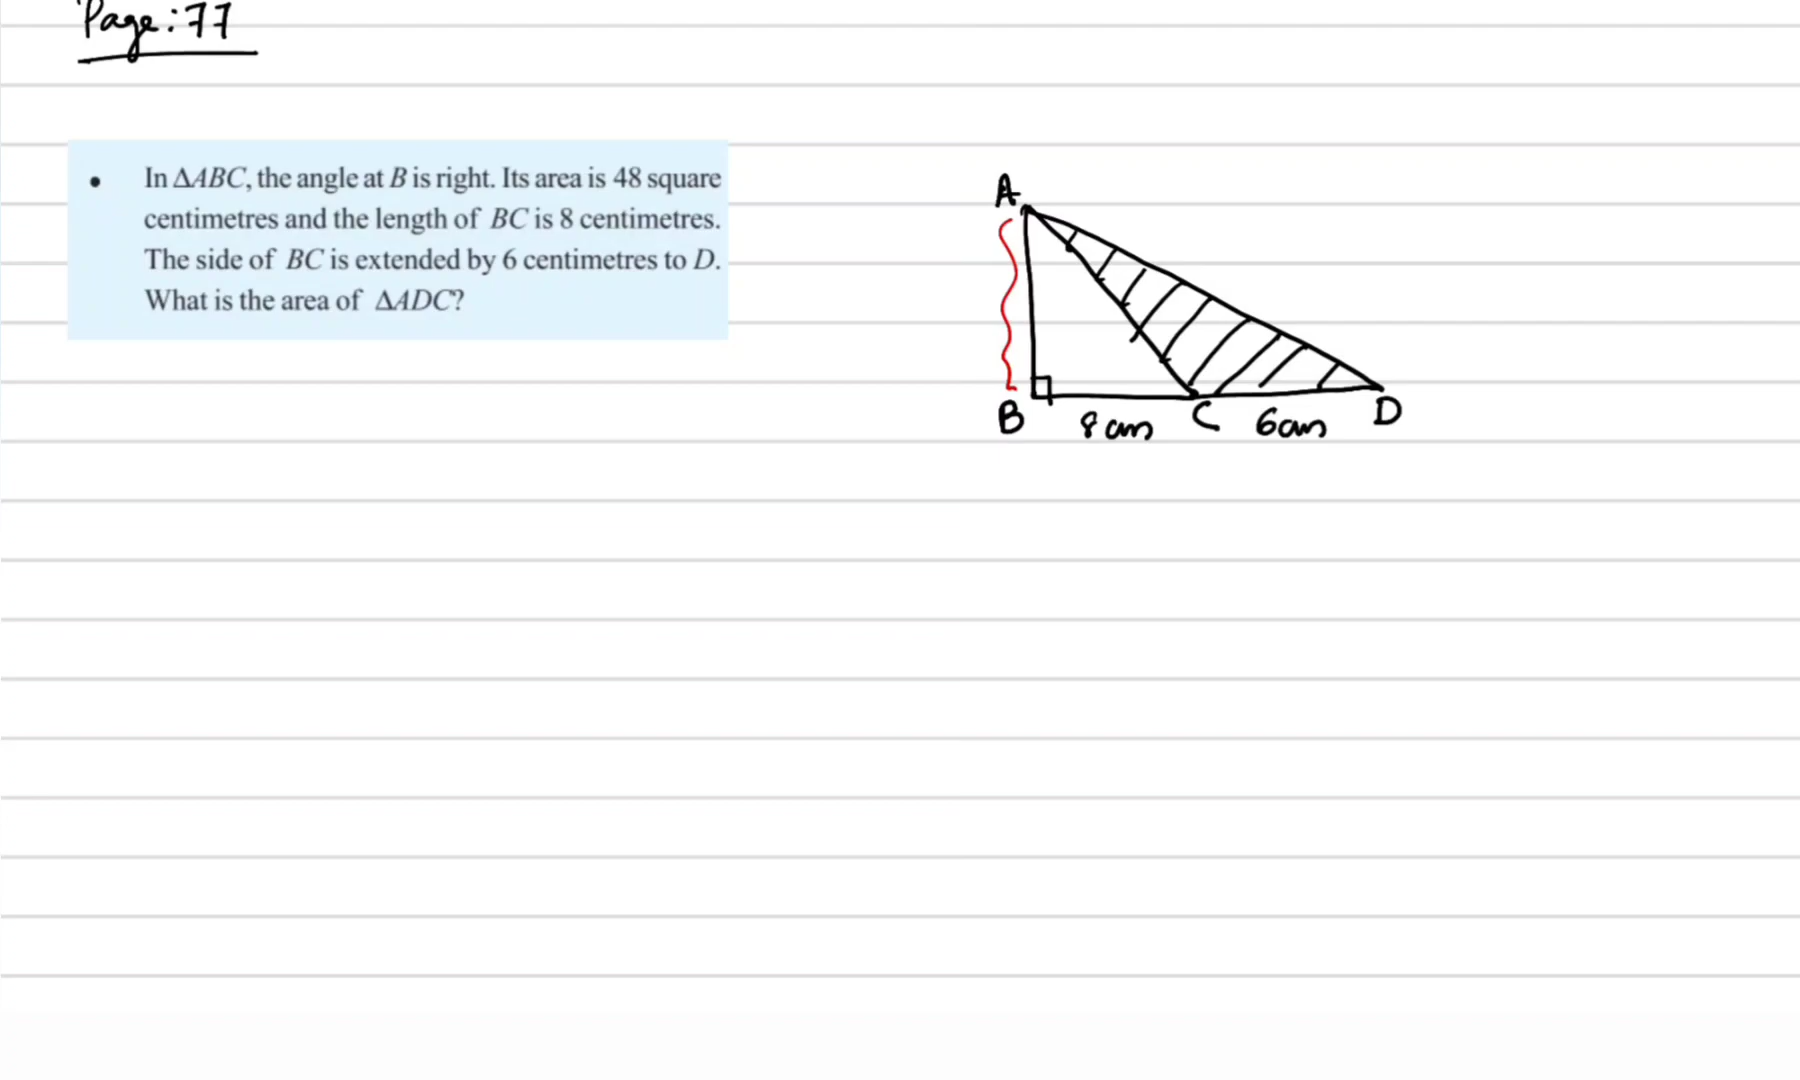 Page: 77
• In ΔABC, the angle at B is right. Its area is 48 square
centimetres and the length of BC is 8 centimetres.
The side of BC is extended by 6 centimetres to D.
What is the area of ΔADC?
A
B 8 cm C 6 cm D